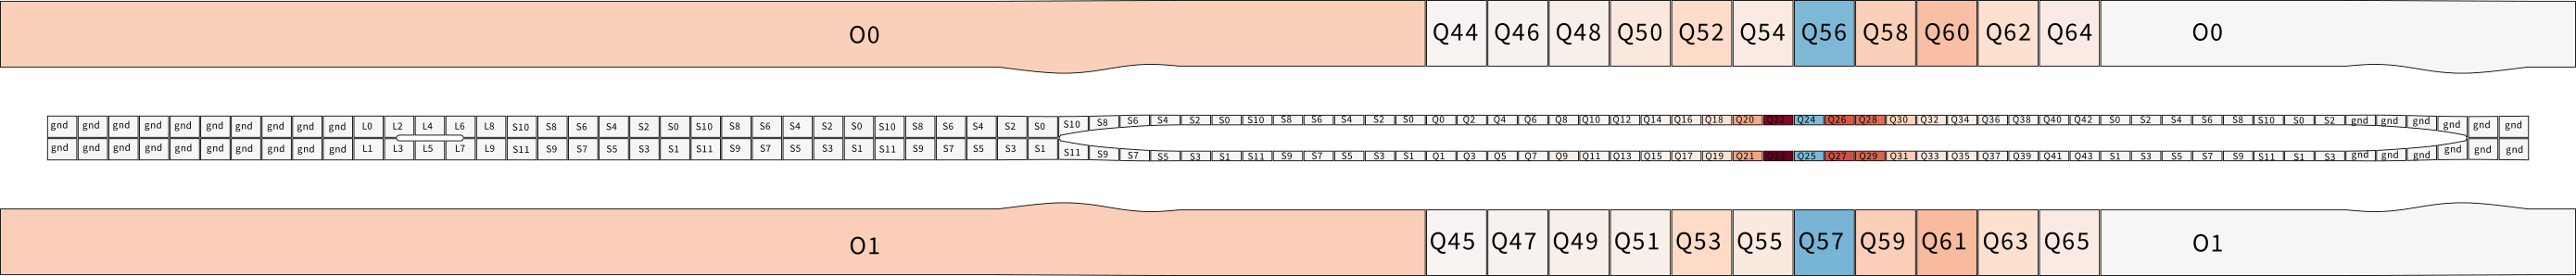 O0 Q44 Q46 Q48 Q50 Q52 Q54 Q56 Q58 Q60 Q62 Q64 O0
gnd gnd gnd gnd gnd gnd gnd gnd gnd gnd L0 L2 L4 L6 L8 S10 S8 S6 S4 S2 S0 S10 S8 S6 S4 S2 S0 S10 S8 S6 S4 S2 S0 S10 S8 S6 S4 S2 S0 S10 S8 S6 S4 S2 S0 Q0 Q2 Q4 Q6 Q8 Q10 Q12 Q14 Q16 Q18 Q20 Q22 Q24 Q26 Q28 Q30 Q32 Q34 Q36 Q38 Q40 Q42 S0 S2 S4 S6 S8 S10 S0 S2 gnd gnd gnd gnd gnd gnd
gnd gnd gnd gnd gnd gnd gnd gnd gnd gnd L1 L3 L5 L7 L9 S11 S9 S7 S5 S3 S1 S11 S9 S7 S5 S3 S1 S11 S9 S7 S5 S3 S1 S11 S9 S7 S5 S3 S1 S11 S9 S7 S5 S3 S1 Q1 Q3 Q5 Q7 Q9 Q11 Q13 Q15 Q17 Q19 Q21 Q23 Q25 Q27 Q29 Q31 Q33 Q35 Q37 Q39 Q41 Q43 S1 S3 S5 S7 S9 S11 S1 S3 gnd gnd gnd gnd gnd gnd
O1 Q45 Q47 Q49 Q51 Q53 Q55 Q57 Q59 Q61 Q63 Q65 O1